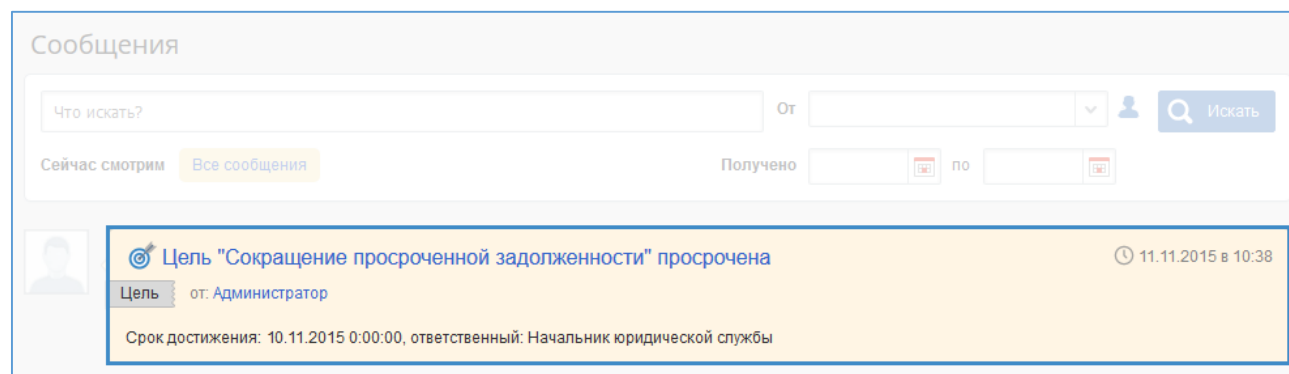 Сообщения
Что искать? От Искать
Сейчас смотрим Все сообщения Получено по
Цель "Сокращение просроченной задолженности" просрочена 11.11.2015 в 10:38
Цель от: Администратор
Срок достижения: 10.11.2015 0:00:00, ответственный: Начальник юридической службы